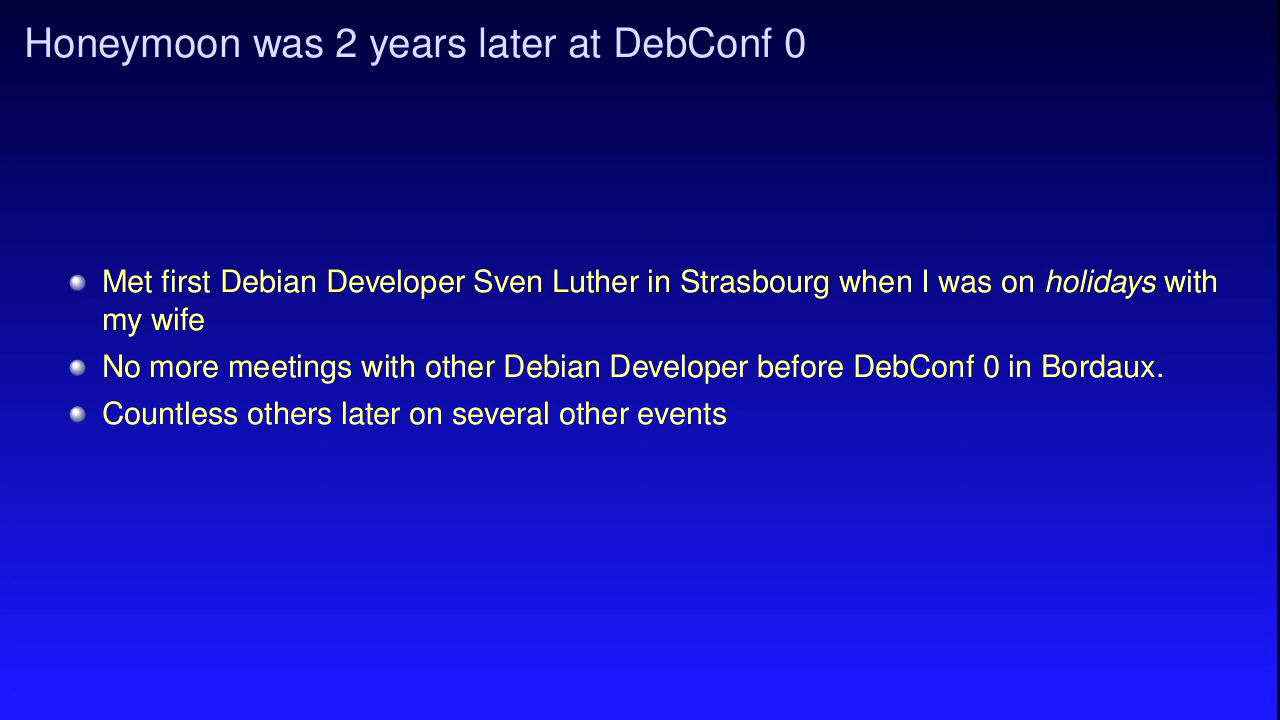 Honeymoon was 2 years later at DebConf 0
Met first Debian Developer Sven Luther in Strasbourg when I was on holidays with
my wife
No more meetings with other Debian Developer before DebConf 0 in Bordaux.
Countless others later on several other events